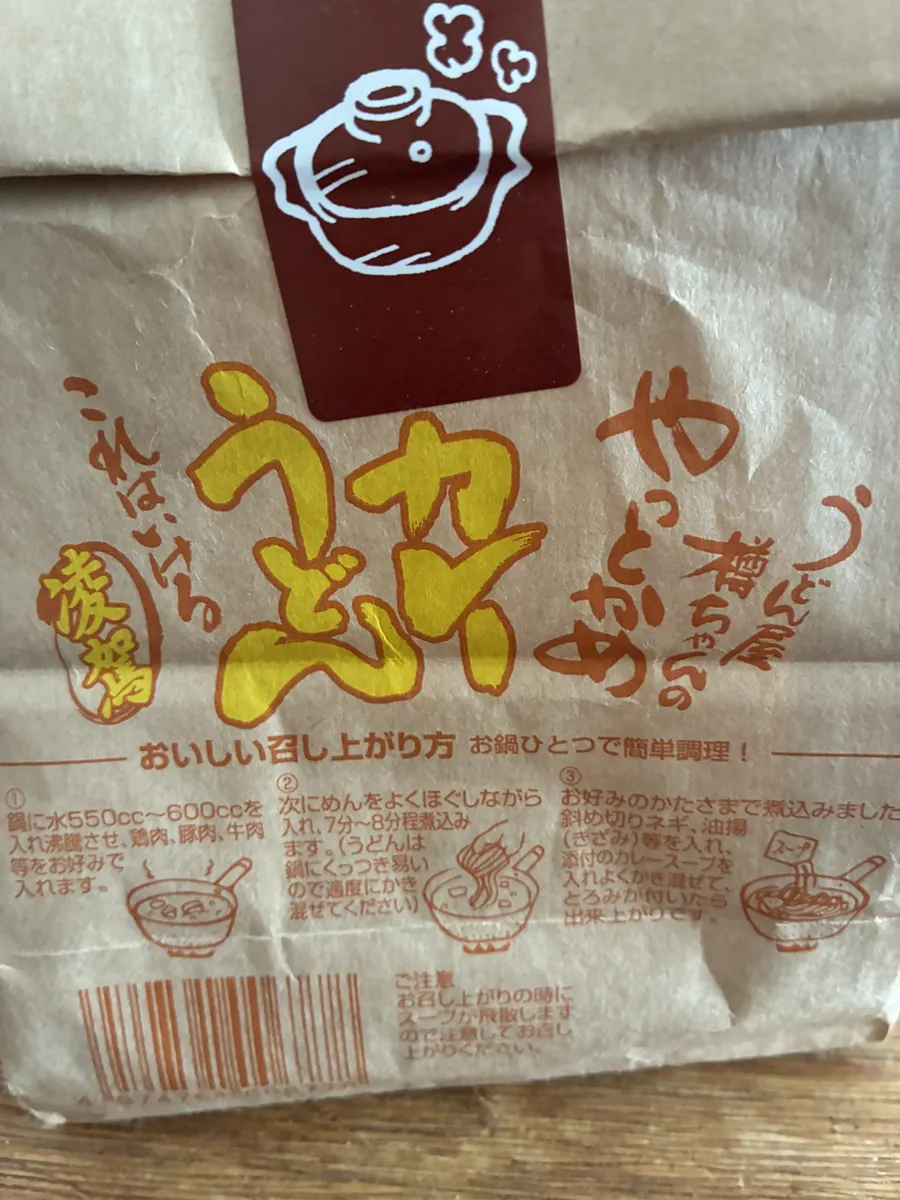 うどん屋
樽ちゃんの
やっとかめ
カレー
うどん
これはいける
凌駕
おいしい召し上がり方 お鍋ひとつで簡単調理！
①
鍋に水550cc～600ccを
入れ沸騰させ、鶏肉、豚肉、牛肉
等をお好みで
入れます。
②
次にめんをよくほぐしながら
入れ、7分～8分程煮込み
ます。(うどんは
鍋にくっつき易い
ので適度にかき
混ぜてください)
③
お好みのかたさまで煮込みました
斜め切りネギ、油揚
(きざみ)等を入れ、
添付のカレースープを
入れよくかき混ぜて、
とろみが付いたら
出来上がりです。
スープ
ご注意
お召し上がりの時に
スープが飛散します
ので注意してお召し
上がりください。